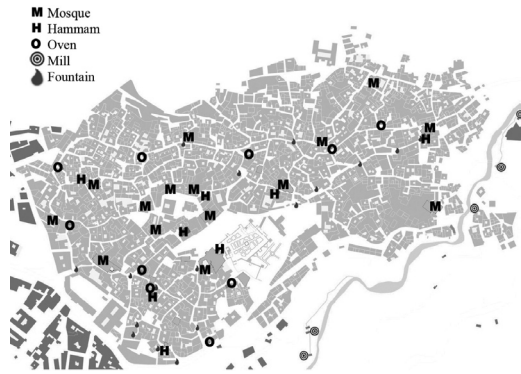 M Mosque
H Hammam
O Oven
Mill
Fountain
M
O M
M M H
O O O
O
H M M M H H M
M M M
M O M H
H
M O M
O O
H
O
H